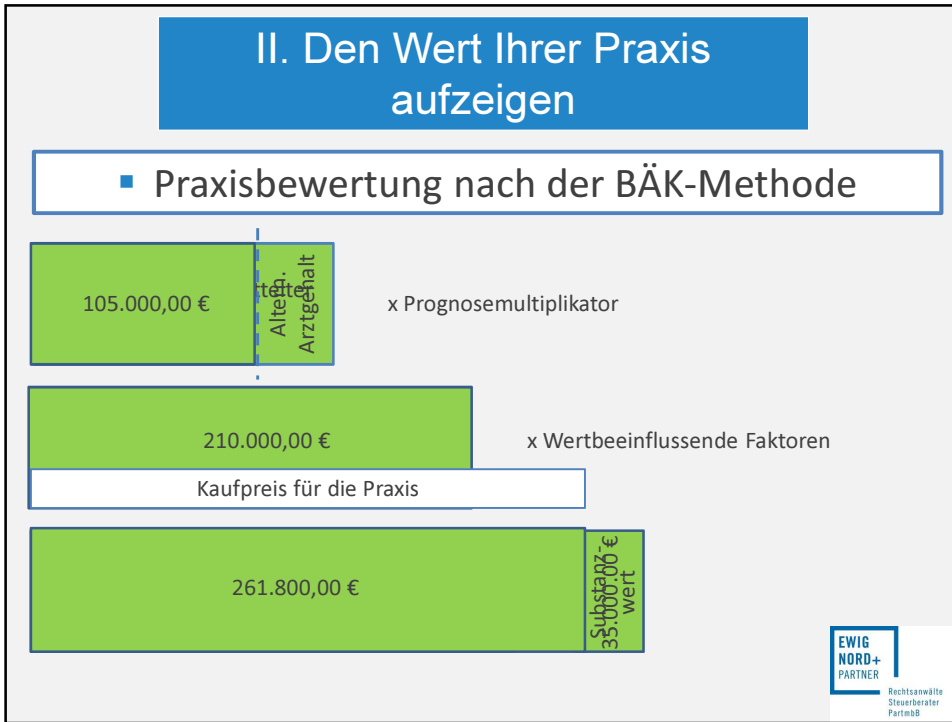 II. Den Wert Ihrer Praxis
aufzeigen
▪ Praxisbewertung nach der BÄK-Methode
105.000,00 €
Altern.
Arztgehalt
x Prognosemultiplikator
210.000,00 €
x Wertbeeinflussende Faktoren
Kaufpreis für die Praxis
261.800,00 €
Substanz-
wert
35.000,00 €
EWIG
NORD+
PARTNER
Rechtsanwälte
Steuerberater
PartmbB